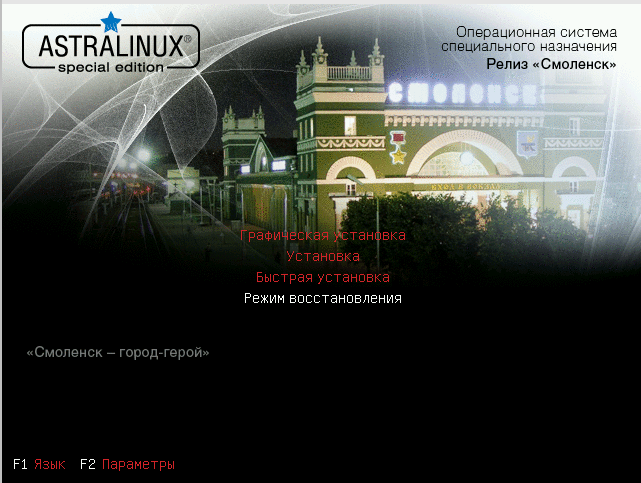 ASTRALINUX®
special edition
Операционная система
специального назначения
Релиз «Смоленск»
СМОЛЕНСК
ВХОД В ВОКЗАЛ
Графическая установка
Установка
Быстрая установка
Режим восстановления
«Смоленск – город-герой»
F1 Язык F2 Параметры